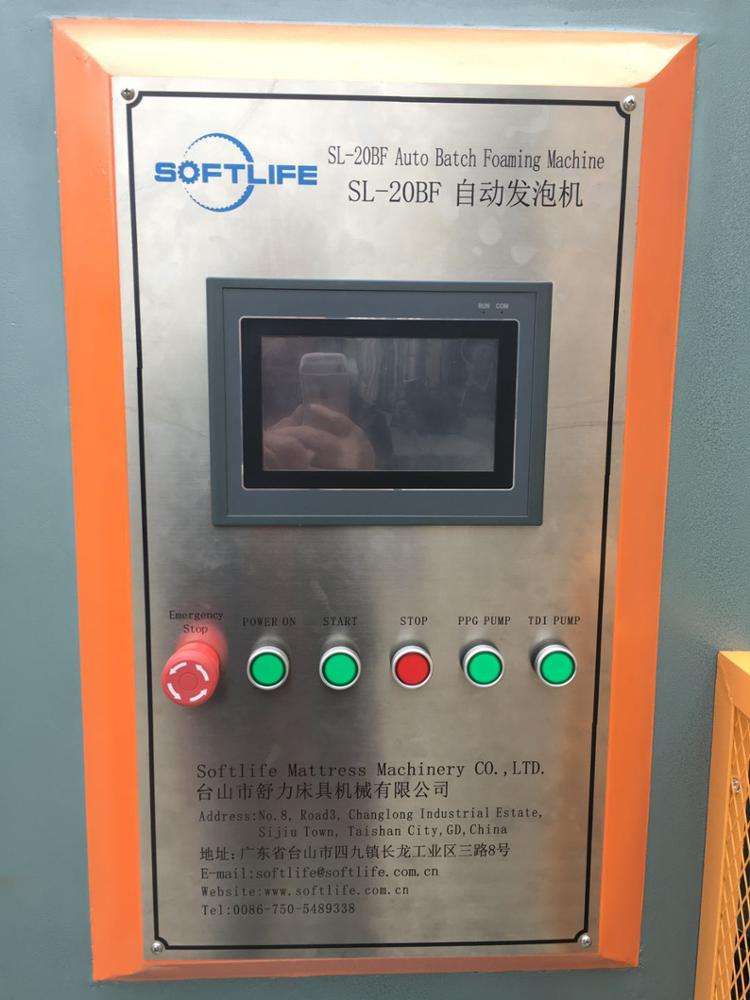 SOFTLIFE
SL-20BF Auto Batch Foaming Machine
SL-20BF 自动发泡机
RUN COM
Emergency
Stop
POWER ON
START
STOP
PPG PUMP
TDI PUMP
Softlife Mattress Machinery CO.,LTD.
台山市舒力床具机械有限公司
Address:No.8, Road3, Changlong Industrial Estate,
Sijiu Town, Taishan City,GD,China
地址: 广东省台山市四九镇长龙工业区三路8号
E-mail:softlife@softlife.com.cn
Website:www.softlife.com.cn
Tel:0086-750-5489338